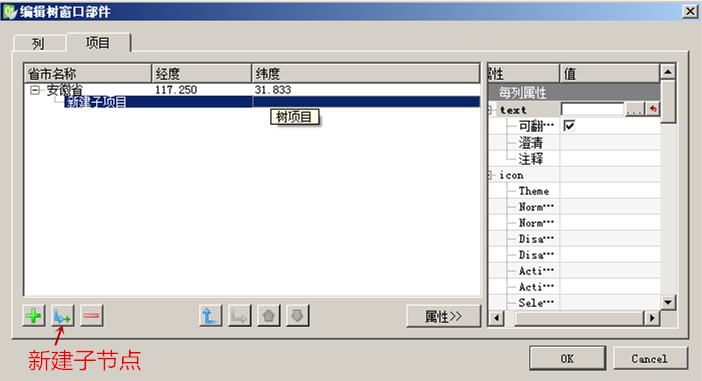 编辑树窗口部件
列 项目
省市名称 经度 纬度
安徽省 117.250 31.833
新建子项目
树项目
属性 值
每列属性
text ...
可翻…
澄清
注释
icon
Theme
Norm…
Norm…
Disa…
Disa…
Acti…
Acti…
Sele…
属性>>
新建子节点
OK Cancel